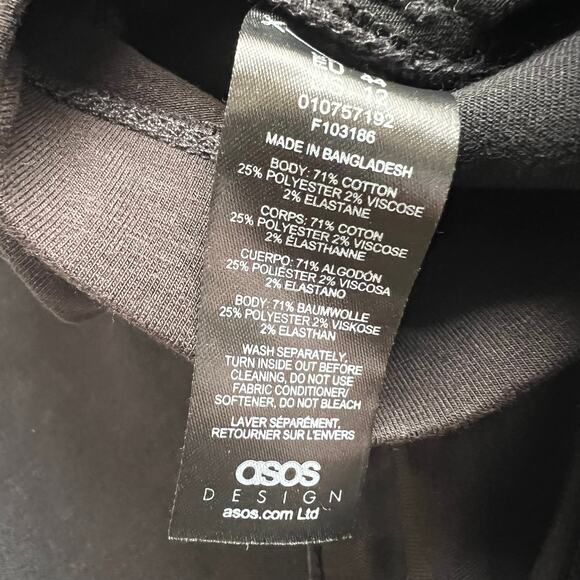 EU 44
010757192
F103186
MADE IN BANGLADESH
BODY: 71% COTTON
25% POLYESTER 2% VISCOSE
2% ELASTANE
CORPS: 71% COTON
25% POLYESTER 2% VISCOSE
2% ÉLASTHANNE
CUERPO: 71% ALGODÓN
25% POLIÉSTER 2% VISCOSA
2% ELASTANO
BODY: 71% BAUMWOLLE
25% POLYESTER 2% VISKOSE
2% ELASTHAN
WASH SEPARATELY,
TURN INSIDE OUT BEFORE
CLEANING, DO NOT USE
FABRIC CONDITIONER/
SOFTENER, DO NOT BLEACH
LAVER SÉPARÉMENT,
RETOURNER SUR L'ENVERS
asos
DESIGN
asos.com Ltd